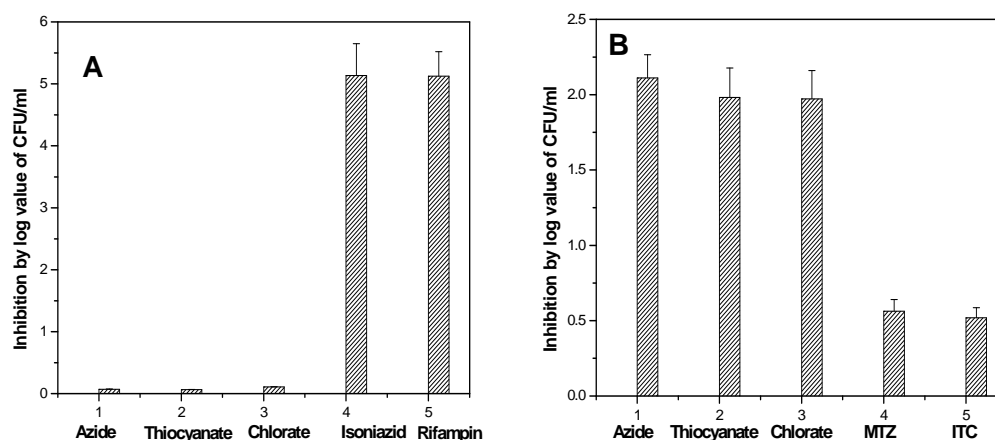 A
Inhibition by log value of CFU/ml
6
5
4
3
2
1
0
1 2 3 4 5
Azide Thiocyanate Chlorate Isoniazid Rifampin
B
Inhibition by log value of CFU/ml
2.5
2.0
1.5
1.0
0.5
0.0
1 2 3 4 5
Azide Thiocyanate Chlorate MTZ ITC